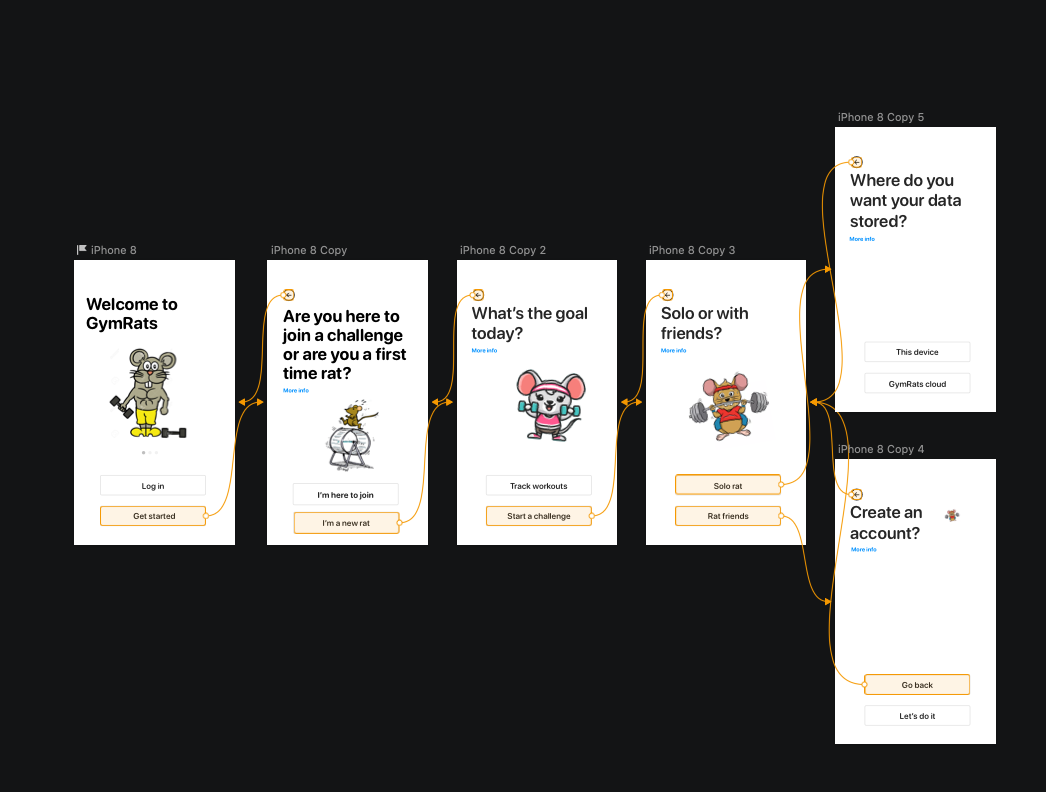 iPhone 8
Welcome to
GymRats
Log in
Get started
iPhone 8 Copy
Are you here to
join a challenge
or are you a first
time rat?
More info
I'm here to join
I'm a new rat
iPhone 8 Copy 2
What's the goal
today?
More info
Track workouts
Start a challenge
iPhone 8 Copy 3
Solo or with
friends?
More info
Solo rat
Rat friends
iPhone 8 Copy 5
Where do you
want your data
stored?
More info
This device
GymRats cloud
iPhone 8 Copy 4
Create an
account?
More info
Go back
Let's do it